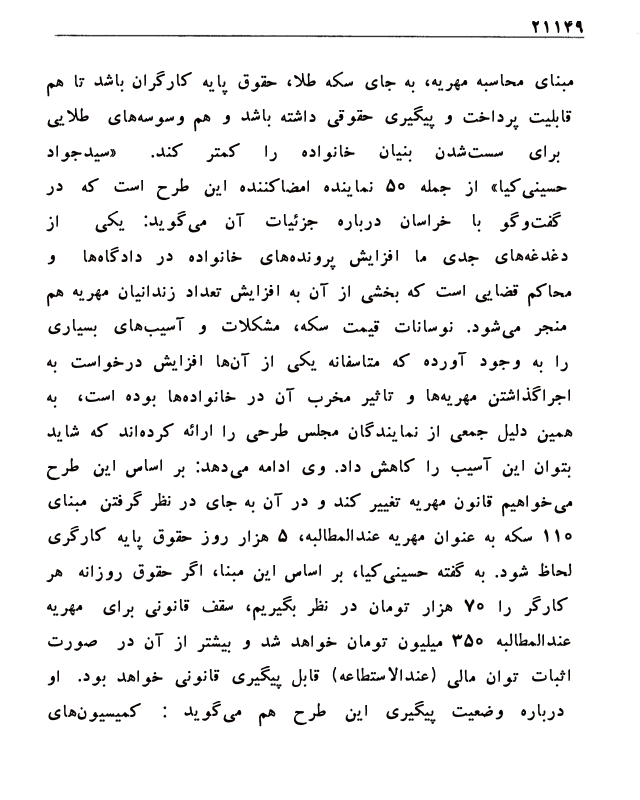 ۲۱۱۴۹
مبنای محاسبه مهریه، به جای سکه طلا، حقوق پایه کارگران باشد تا هم
قابلیت پرداخت و پیگیری حقوقی داشته باشد و هم وسوسه‌های طلایی
برای سست‌شدن بنیان خانواده را کمتر کند. «سیدجواد
حسینی‌کیا» از جمله ۵۰ نماینده امضاکننده این طرح است که در
گفت‌وگو با خراسان درباره جزئیات آن می‌گوید: یکی از
دغدغه‌های جدی ما افزایش پرونده‌های خانواده در دادگاه‌ها و
محاکم قضایی است که بخشی از آن به افزایش تعداد زندانیان مهریه هم
منجر می‌شود. نوسانات قیمت سکه، مشکلات و آسیب‌های بسیاری
را به وجود آورده که متاسفانه یکی از آن‌ها افزایش درخواست به
اجراگذاشتن مهریه‌ها و تاثیر مخرب آن در خانواده‌ها بوده است، به
همین دلیل جمعی از نمایندگان مجلس طرحی را ارائه کرده‌اند که شاید
بتوان این آسیب را کاهش داد. وی ادامه می‌دهد: بر اساس این طرح
می‌خواهیم قانون مهریه تغییر کند و در آن به جای در نظر گرفتن مبنای
۱۱۰ سکه به عنوان مهریه عندالمطالبه، ۵ هزار روز حقوق پایه کارگری
لحاظ شود. به گفته حسینی‌کیا، بر اساس این مبنا، اگر حقوق روزانه هر
کارگر را ۷۰ هزار تومان در نظر بگیریم، سقف قانونی برای مهریه
عندالمطالبه ۳۵۰ میلیون تومان خواهد شد و بیشتر از آن در صورت
اثبات توان مالی (عندالاستطاعه) قابل پیگیری قانونی خواهد بود. او
درباره وضعیت پیگیری این طرح هم می‌گوید : کمیسیون‌های